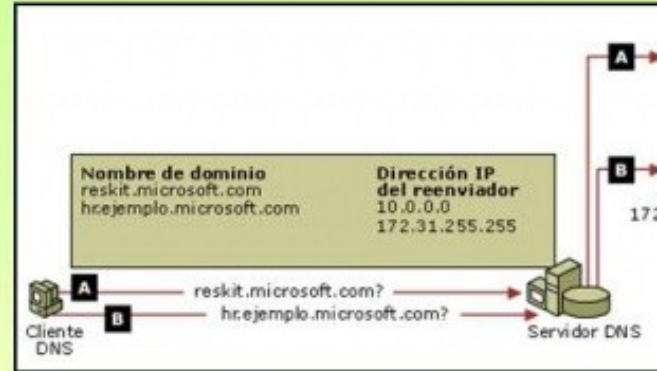 A
B
172
Nombre de dominio
reskit.microsoft.com
hr.ejemplo.microsoft.com
Dirección IP
del reenviador
10.0.0.0
172.31.255.255
A
reskit.microsoft.com?
B
hr.ejemplo.microsoft.com?
Cliente
DNS
Servidor DNS